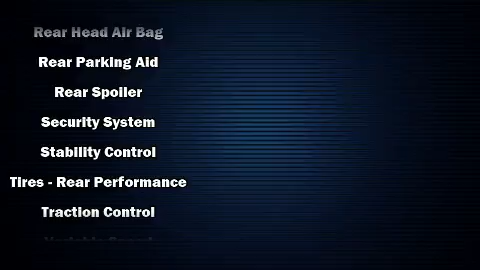 Rear Head Air Bag
Rear Parking Aid
Rear Spoiler
Security System
Stability Control
Tires - Rear Performance
Traction Control